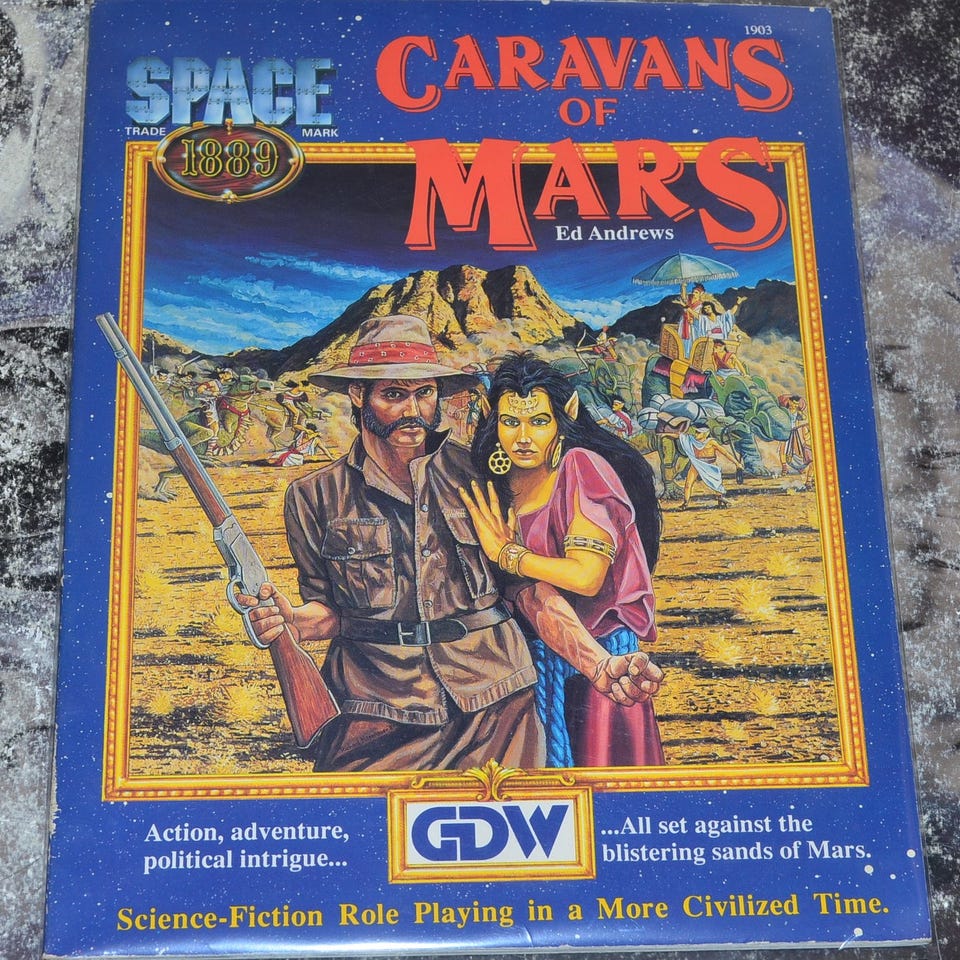 1903
SPACE
TRADE MARK
1889
CARAVANS
OF
MARS
Ed Andrews
Action, adventure,
political intrigue...
GDW
...All set against the
blistering sands of Mars.
Science-Fiction Role Playing in a More Civilized Time.